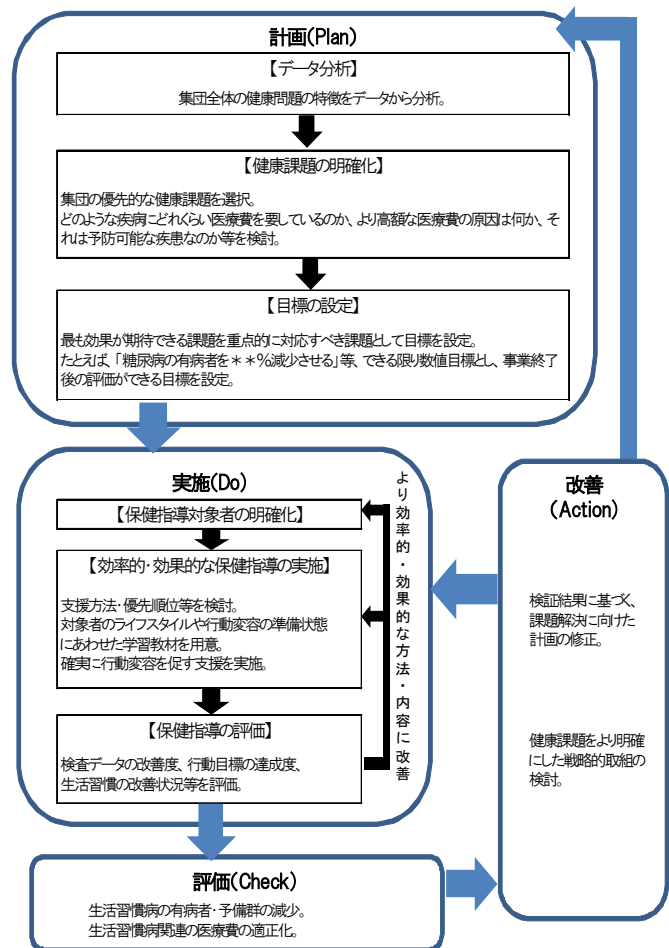 計画(Plan)
【データ分析】
集団全体の健康問題の特徴をデータから分析。
【健康課題の明確化】
集団の優先的な健康課題を選択。
どのような疾病にどれくらい医療費を要しているのか、より高額な医療費の原因は何か、そ
れは予防可能な疾患なのか等を検討。
【目標の設定】
最も効果が期待できる課題を重点的に対応すべき課題として目標を設定。
たとえば、「糖尿病の有病者を＊＊％減少させる」等、できる限り数値目標とし、事業終了
後の評価ができる目標を設定。
実施(Do)
【保健指導対象者の明確化】
【効率的・効果的な保健指導の実施】
支援方法・優先順位等を検討。
対象者のライフスタイルや行動変容の準備状態
にあわせた学習教材を用意。
確実に行動変容を促す支援を実施。
【保健指導の評価】
検査データの改善度、行動目標の達成度、
生活習慣の改善状況等を評価。
より効率的・効果的な方法・内容に改善
評価(Check)
生活習慣病の有病者・予備群の減少。
生活習慣病関連の医療費の適正化。
改善
(Action)
検証結果に基づく、
課題解決に向けた
計画の修正。
健康課題をより明確
にした戦略的取組の
検討。